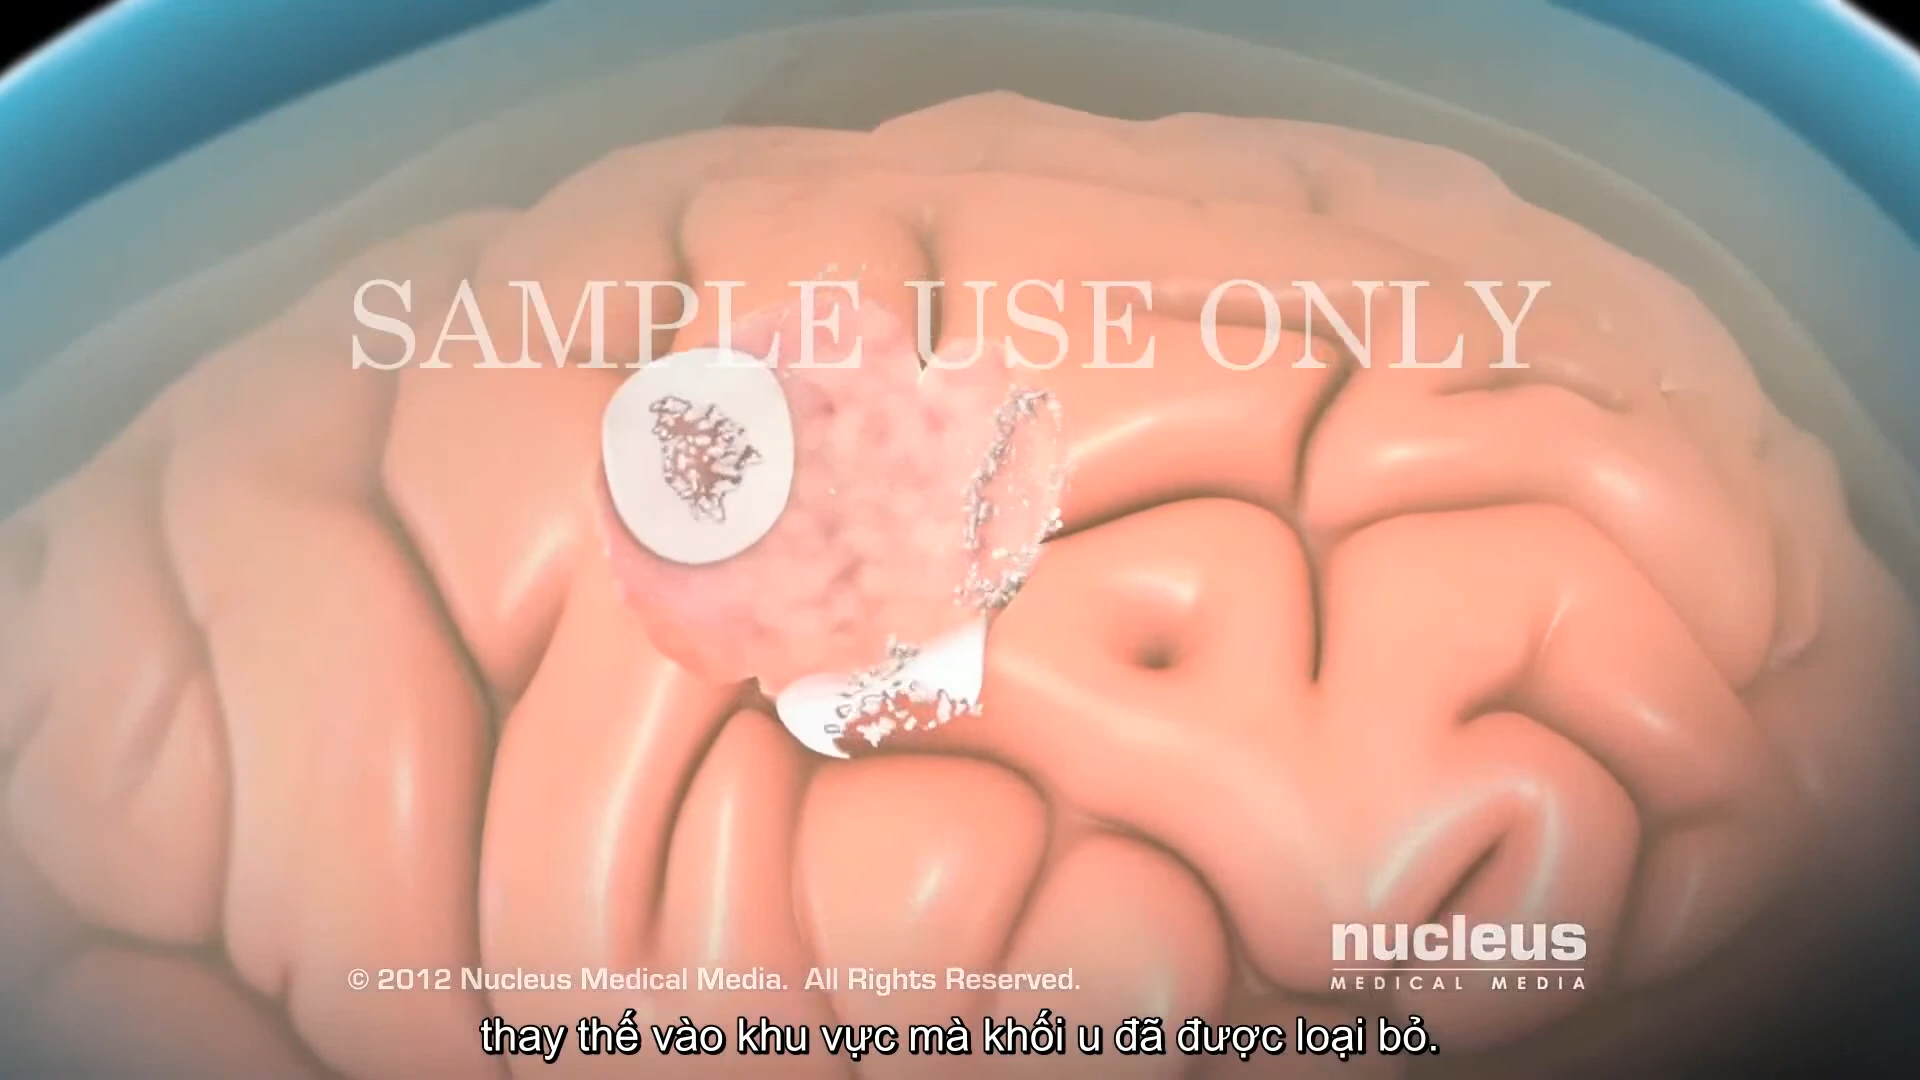 SAMPLE USE ONLY
nucleus
MEDICAL MEDIA
© 2012 Nucleus Medical Media. All Rights Reserved.
thay thế vào khu vực mà khối u đã được loại bỏ.